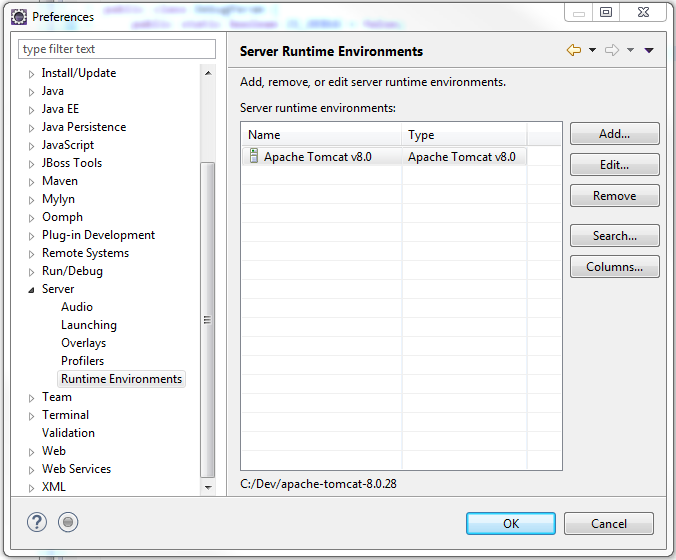 Preferences
type filter text
Install/Update
Java
Java EE
Java Persistence
JavaScript
JBoss Tools
Maven
Mylyn
Oomph
Plug-in Development
Remote Systems
Run/Debug
Server
Audio
Launching
Overlays
Profilers
Runtime Environments
Team
Terminal
Validation
Web
Web Services
XML
Server Runtime Environments
Add, remove, or edit server runtime environments.
Server runtime environments:
Name Type
Apache Tomcat v8.0 Apache Tomcat v8.0
C:/Dev/apache-tomcat-8.0.28
Add...
Edit...
Remove
Search...
Columns...
OK Cancel